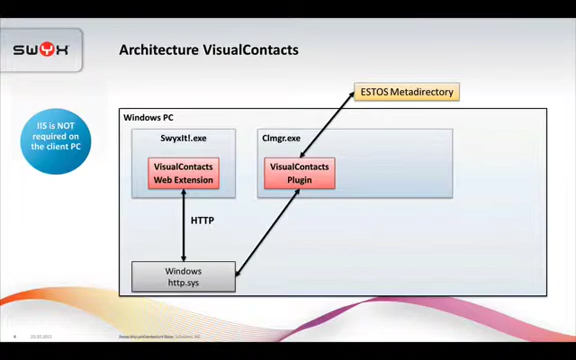 SWYX
Architecture VisualContacts
ESTOS Metadirectory
IIS is NOT
required on
the client PC
Windows PC
SwyxIt!.exe
Clmgr.exe
VisualContacts
Web Extension
VisualContacts
Plugin
HTTP
Windows
http.sys